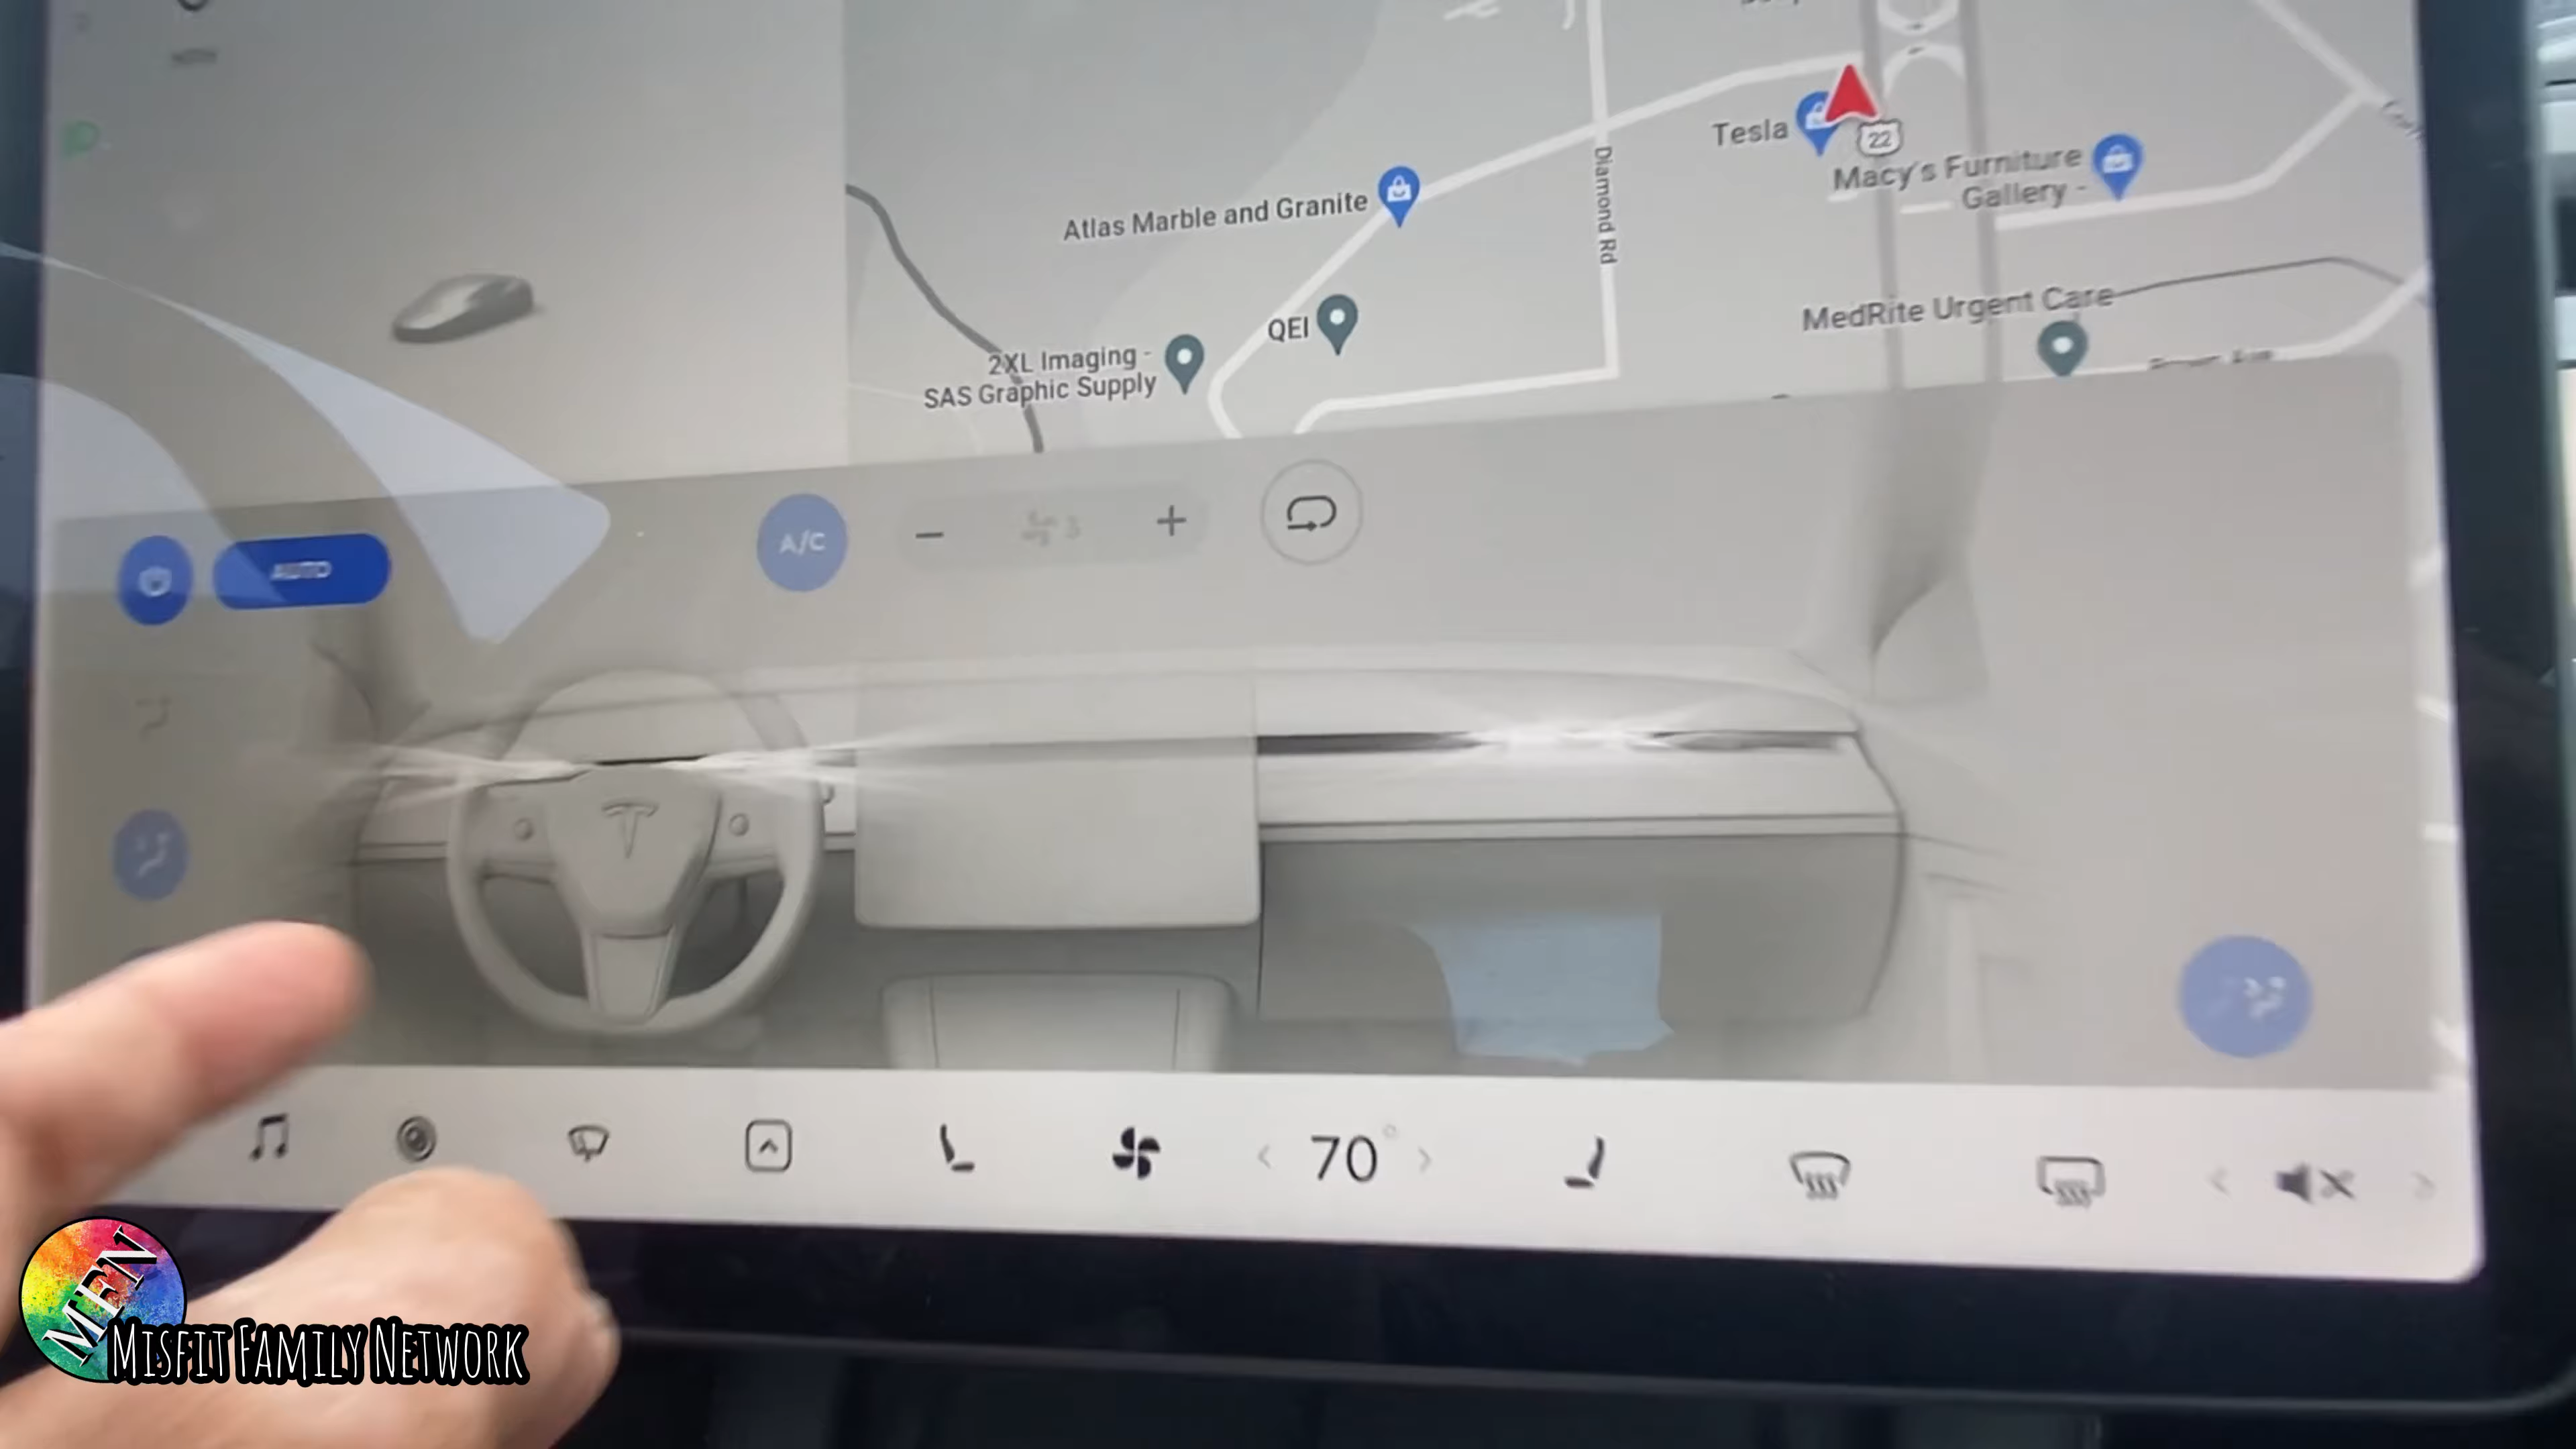 Tesla
22
Macy's Furniture
Gallery -
Diamond Rd
Atlas Marble and Granite
MedRite Urgent Care
QEI
2XL Imaging -
SAS Graphic Supply
A/C
AUTO
3
70°
MFN
Misfit Family Network